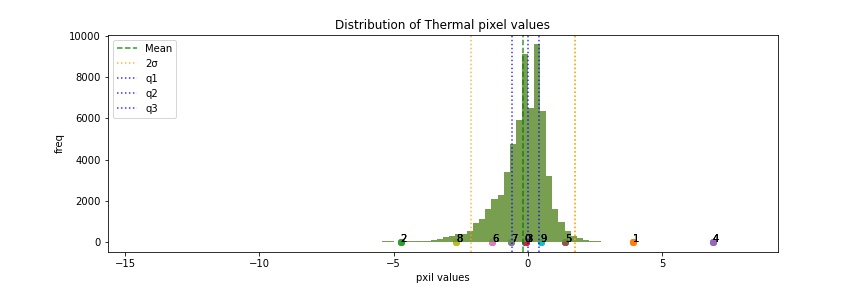 Distribution of Thermal pixel values
freq
10000
8000
6000
4000
2000
0
Mean
2σ
q1
q2
q3
2 8 6 7 0 9 5 1 4
−15 −10 −5 0 5
pxil values